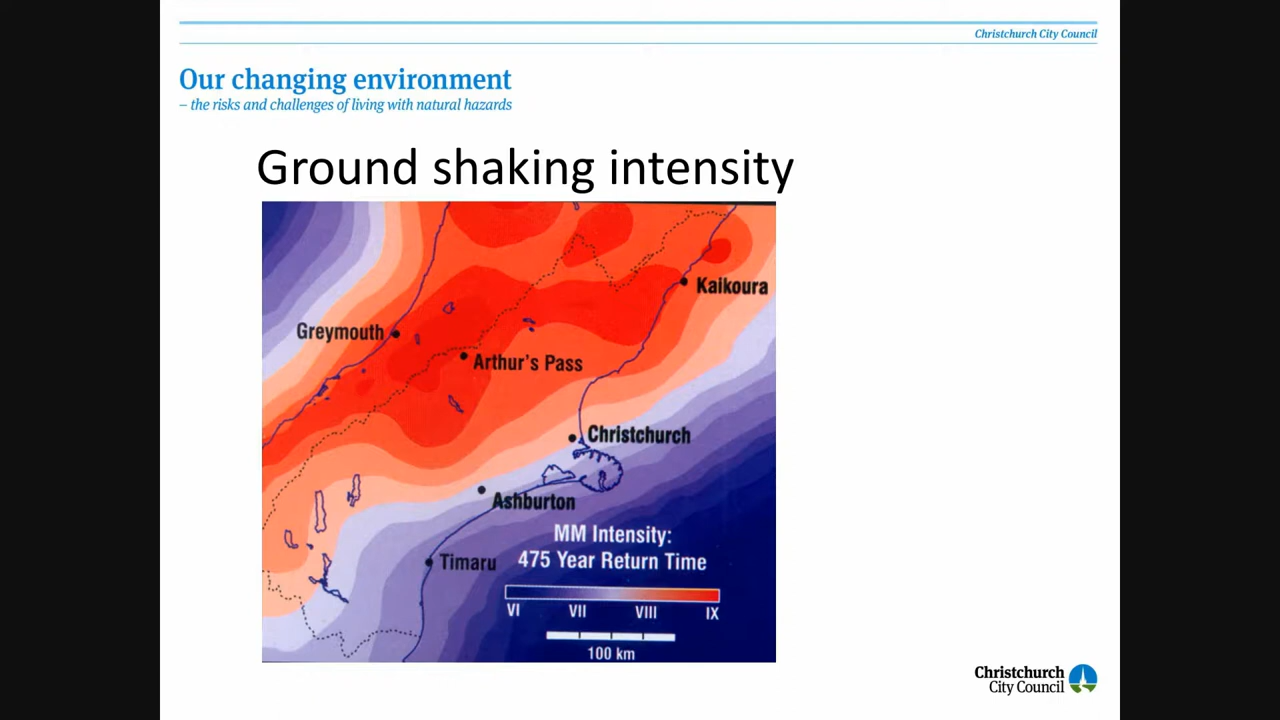 Christchurch City Council
Our changing environment
– the risks and challenges of living with natural hazards
Ground shaking intensity
Kaikoura
Greymouth
Arthur's Pass
Christchurch
Ashburton
MM Intensity:
475 Year Return Time
Timaru
VI VII VIII IX
100 km
Christchurch
City Council